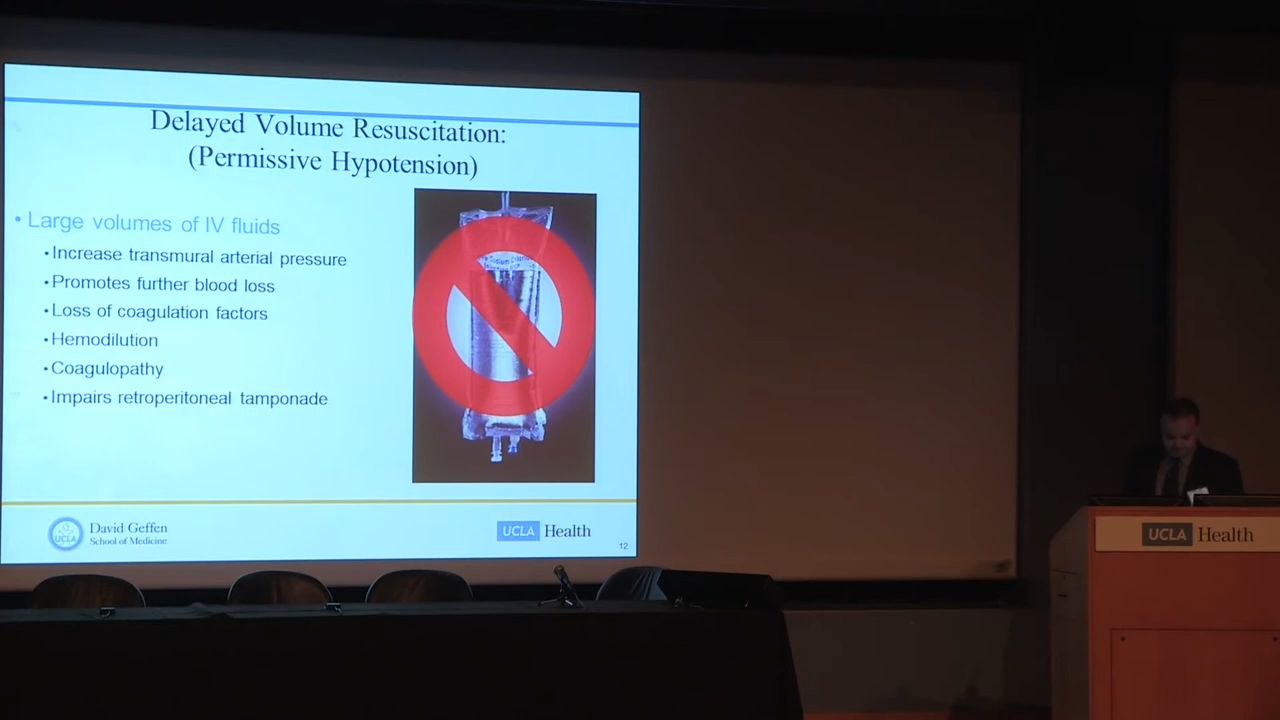 Delayed Volume Resuscitation:
(Permissive Hypotension)
• Large volumes of IV fluids
• Increase transmural arterial pressure
• Promotes further blood loss
• Loss of coagulation factors
• Hemodilution
• Coagulopathy
• Impairs retroperitoneal tamponade
UCLA
David Geffen
School of Medicine
UCLA Health
12
UCLA Health